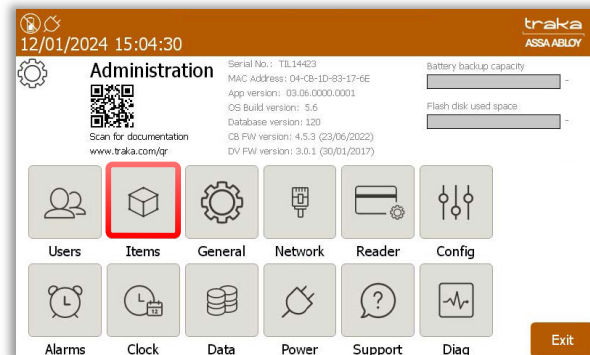 traka
12/01/2024 15:04:30
ASSA ABLOY
Administration
Scan for documentation
www.traka.com/qr
Serial No.: TIL14423
MAC Address: 04-CB-1D-83-17-6E
App version: 03.06.0000.0001
OS Build version: 5.6
Database version: 120
CB FW version: 4.5.3 (23/06/2022)
DV FW version: 3.0.1 (30/01/2017)
Battery backup capacity
-
Flash disk used space
-
Users Items General Network Reader Config
Alarms Clock Data Power Support Diag
Exit